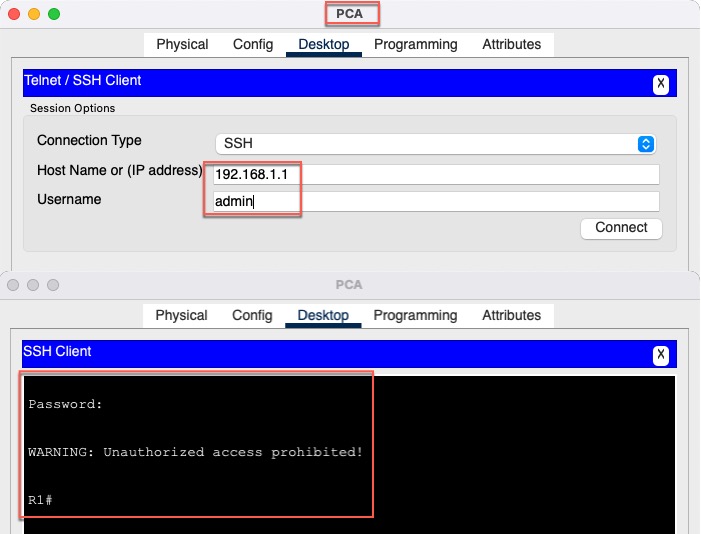 PCA
Physical Config Desktop Programming Attributes
Telnet / SSH Client X
Session Options
Connection Type SSH
Host Name or (IP address) 192.168.1.1
Username admin
Connect
PCA
Physical Config Desktop Programming Attributes
SSH Client X
Password:
WARNING: Unauthorized access prohibited!
R1#